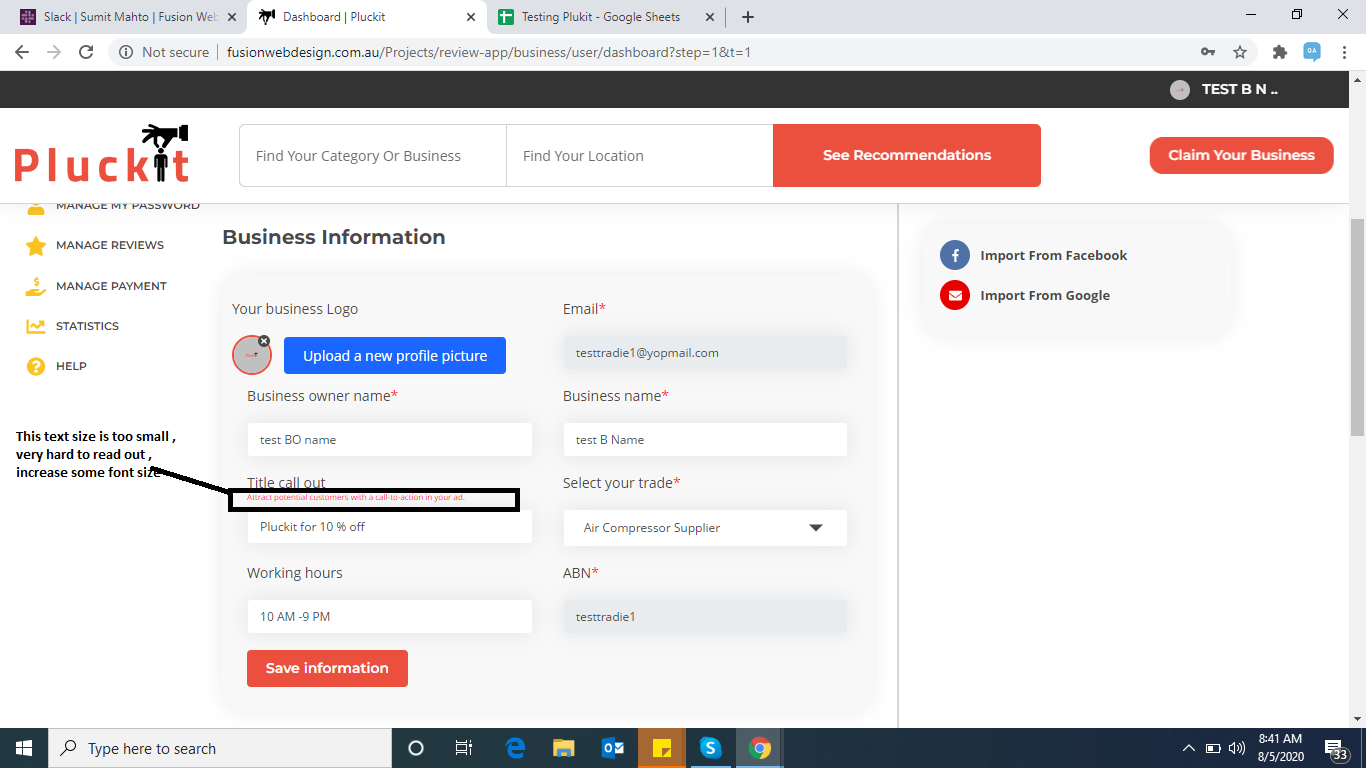 Slack | Sumit Mahto | Fusion Web
Dashboard | Pluckit
Testing Plukit - Google Sheets
Not secure
fusionwebdesign.com.au/Projects/review-app/business/user/dashboard?step=1&t=1
TEST B N ..
Pluckit
Find Your Category Or Business
Find Your Location
See Recommendations
Claim Your Business
MANAGE MY PASSWORD
MANAGE REVIEWS
MANAGE PAYMENT
STATISTICS
HELP
This text size is too small ,
very hard to read out ,
increase some font size
Business Information
Your business Logo
Upload a new profile picture
Email*
testtradie1@yopmail.com
Business owner name*
test BO name
Business name*
test B Name
Title call out
Attract potential customers with a call-to-action in your ad.
Pluckit for 10 % off
Select your trade*
Air Compressor Supplier
Working hours
10 AM -9 PM
ABN*
testtradie1
Save information
Import From Facebook
Import From Google
Type here to search
8:41 AM
8/5/2020
33